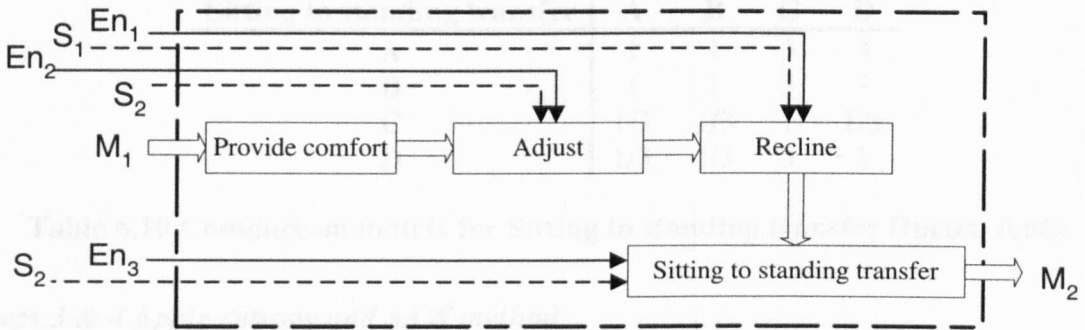 En1
S1
En2
S2
M1 Provide comfort Adjust Recline
En3
S2
Sitting to standing transfer M2